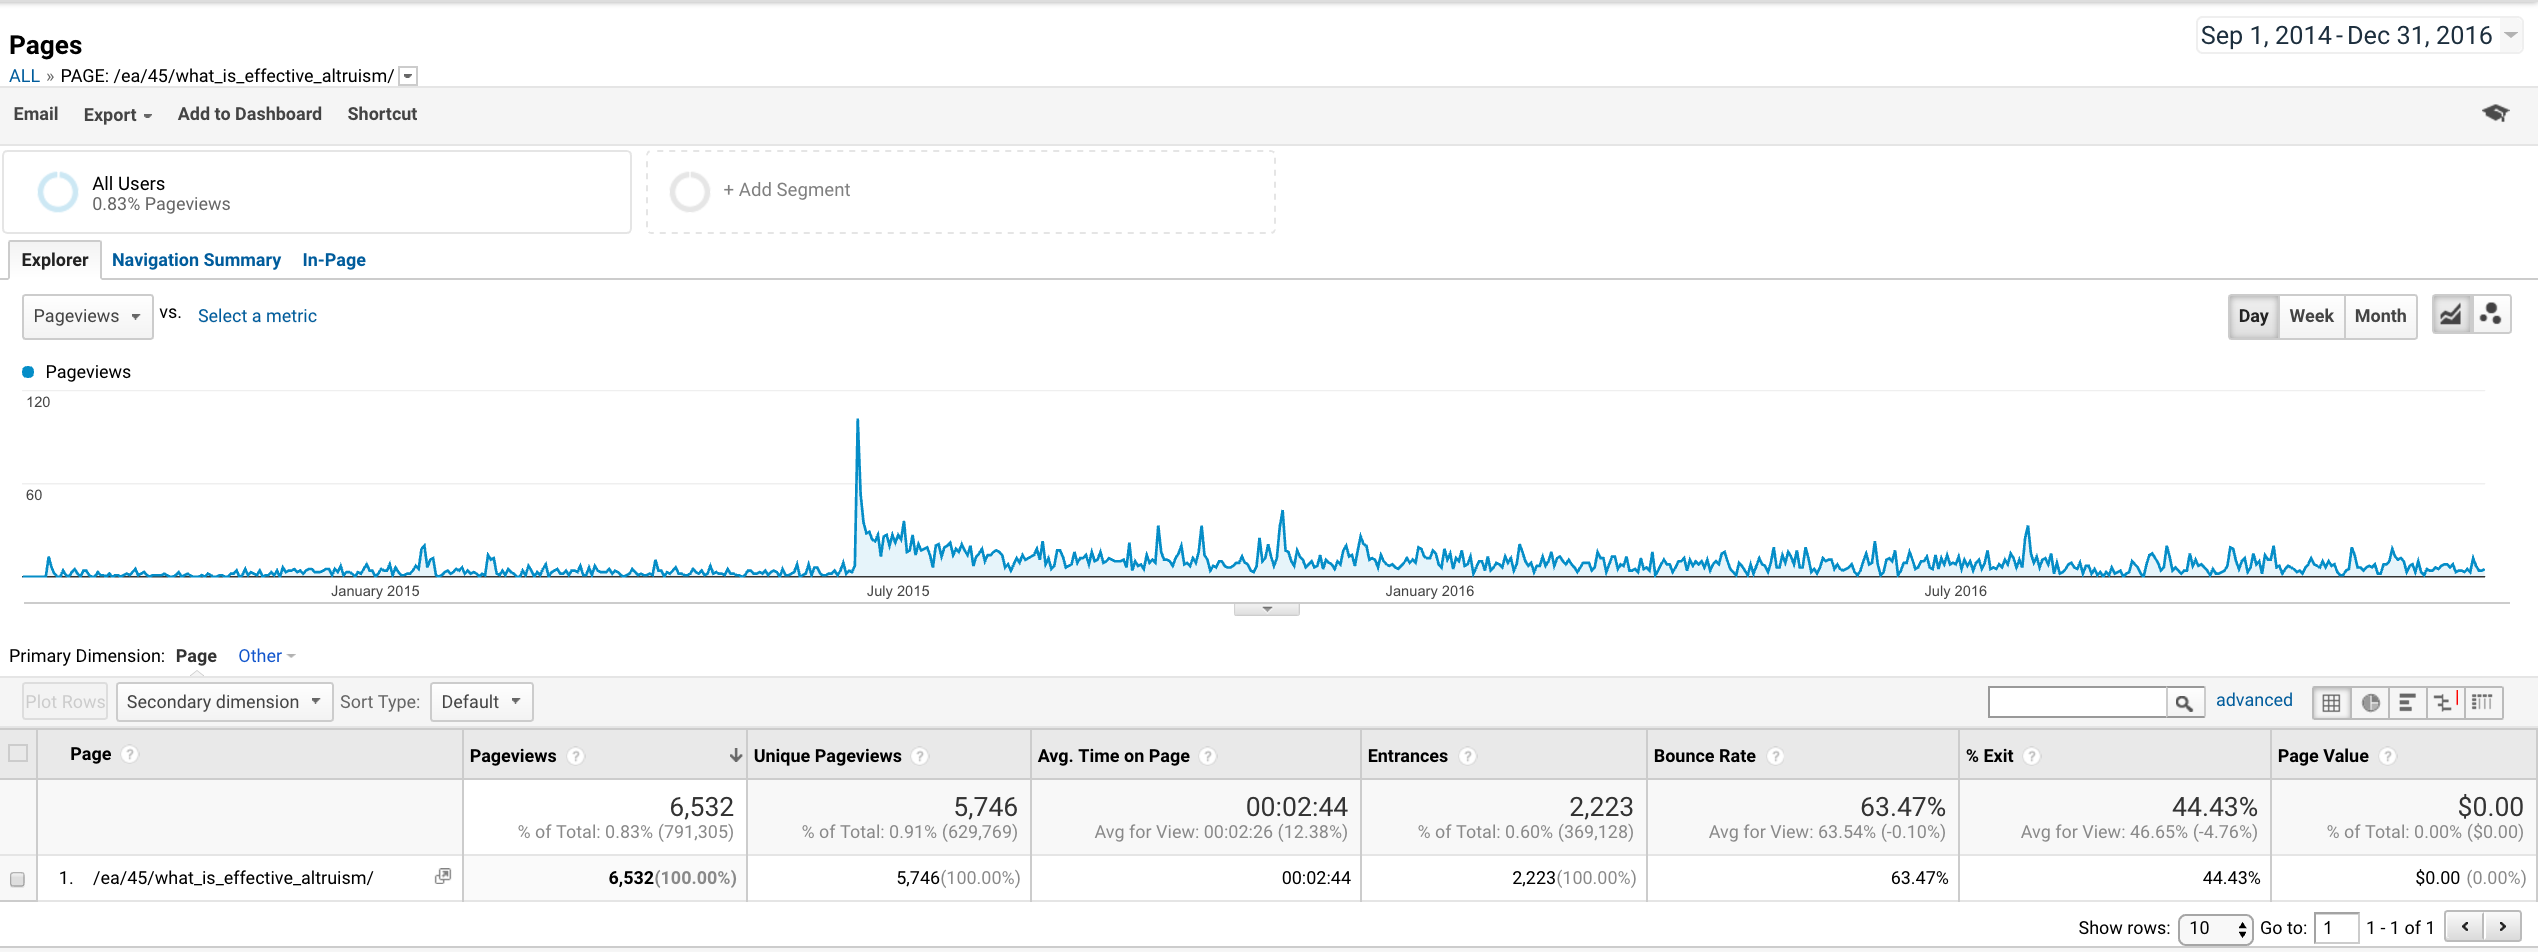 Pages
Sep 1, 2014 - Dec 31, 2016
ALL » PAGE: /ea/45/what_is_effective_altruism/
Email Export Add to Dashboard Shortcut
All Users
0.83% Pageviews
+ Add Segment
Explorer Navigation Summary In-Page
Pageviews vs. Select a metric
Day Week Month
Pageviews
120
60
January 2015 July 2015 January 2016 July 2016
Primary Dimension: Page Other
Plot Rows Secondary dimension Sort Type: Default advanced
Page ? Pageviews ? Unique Pageviews ? Avg. Time on Page ? Entrances ? Bounce Rate ? % Exit ? Page Value ?
6,532 5,746 00:02:44 2,223 63.47% 44.43% $0.00
% of Total: 0.83% (791,305) % of Total: 0.91% (629,769) Avg for View: 00:02:26 (12.38%) % of Total: 0.60% (369,128) Avg for View: 63.54% (-0.10%) Avg for View: 46.65% (-4.76%) % of Total: 0.00% ($0.00)
1. /ea/45/what_is_effective_altruism/ 6,532(100.00%) 5,746(100.00%) 00:02:44 2,223(100.00%) 63.47% 44.43% $0.00 (0.00%)
Show rows: 10 Go to: 1 1 - 1 of 1